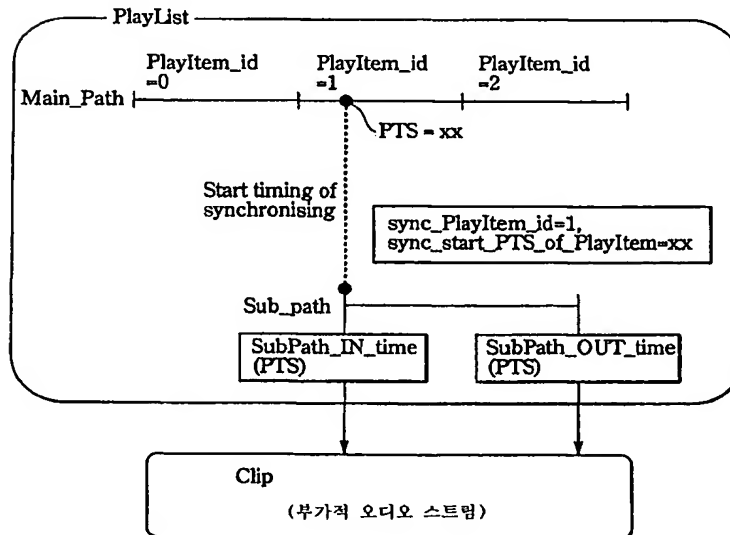 PlayList
PlayItem_id
=0
PlayItem_id
=1
PlayItem_id
=2
Main_Path
PTS = xx
Start timing of
synchronising
sync_PlayItem_id=1,
sync_start_PTS_of_PlayItem=xx
Sub_path
SubPath_IN_time
(PTS)
SubPath_OUT_time
(PTS)
Clip
(부가적 오디오 스트림)